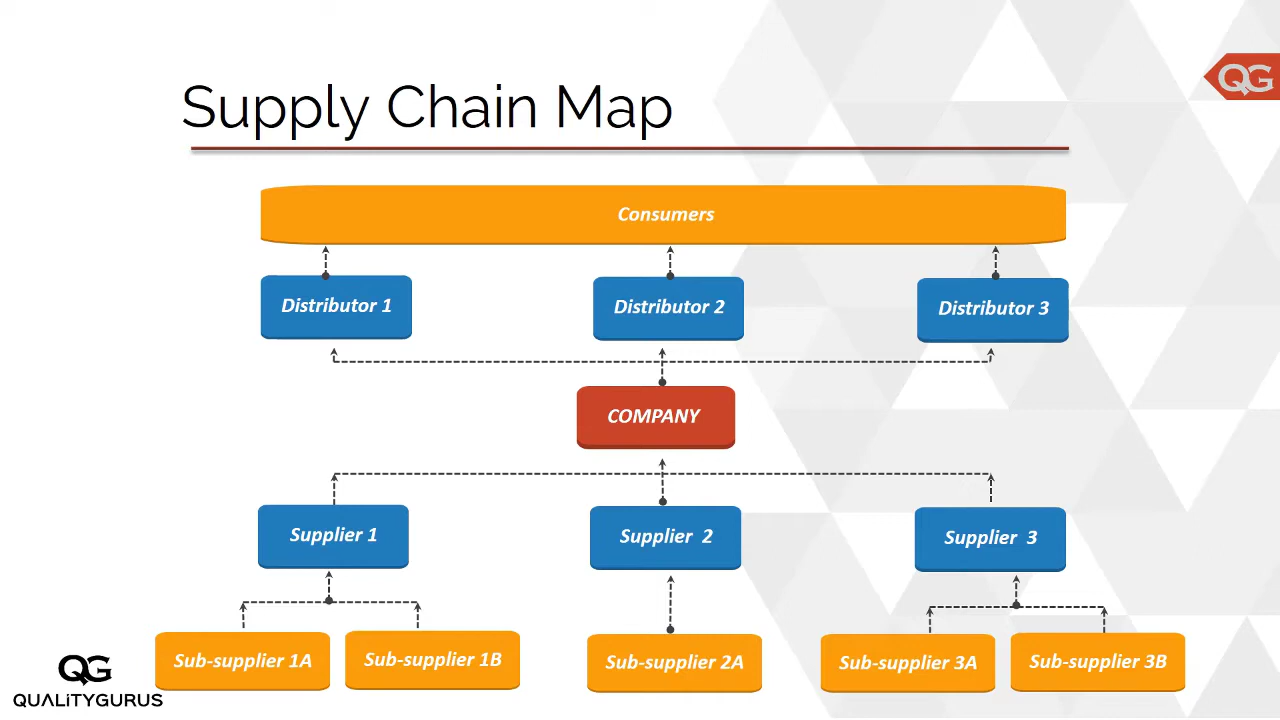 QG
Supply Chain Map
Consumers
Distributor 1
Distributor 2
Distributor 3
COMPANY
Supplier 1
Supplier 2
Supplier 3
Sub-supplier 1A
Sub-supplier 1B
Sub-supplier 2A
Sub-supplier 3A
Sub-supplier 3B
QG
QUALiTYGURUS